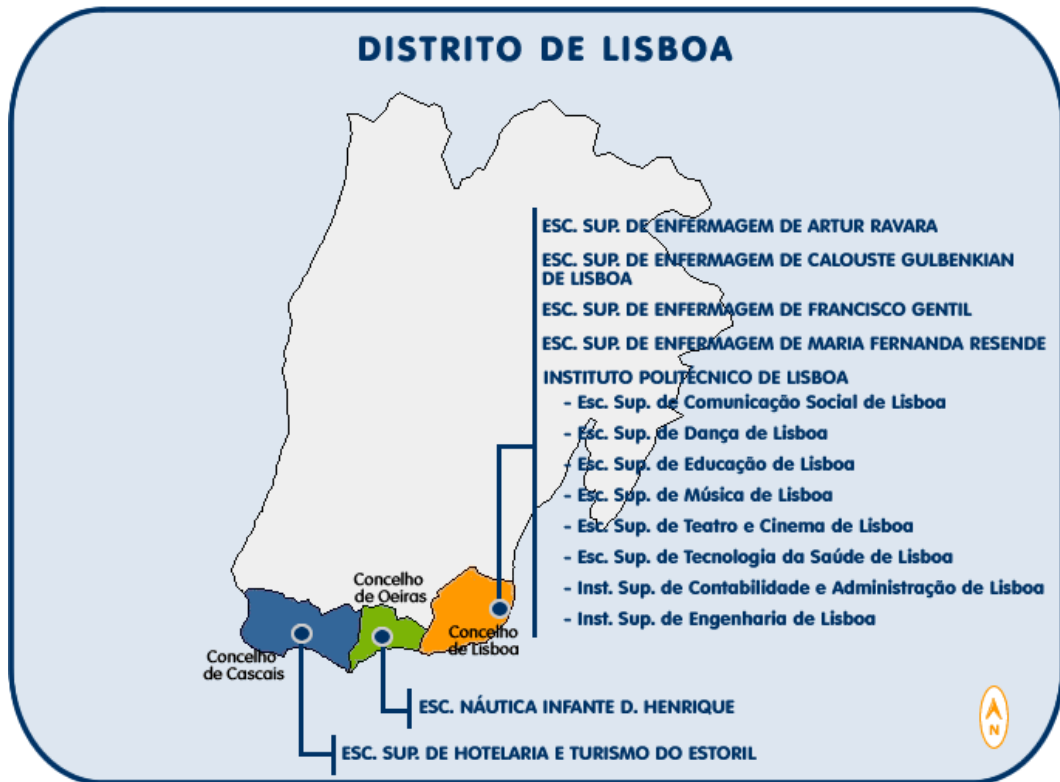 DISTRITO DE LISBOA
ESC. SUP. DE ENFERMAGEM DE ARTUR RAVARA
ESC. SUP. DE ENFERMAGEM DE CALOUSTE GULBENKIAN
DE LISBOA
ESC. SUP. DE ENFERMAGEM DE FRANCISCO GENTIL
ESC. SUP. DE ENFERMAGEM DE MARIA FERNANDA RESENDE
INSTITUTO POLITÉCNICO DE LISBOA
- Esc. Sup. de Comunicação Social de Lisboa
- Esc. Sup. de Dança de Lisboa
- Esc. Sup. de Educação de Lisboa
- Esc. Sup. de Música de Lisboa
- Esc. Sup. de Teatro e Cinema de Lisboa
- Esc. Sup. de Tecnologia da Saúde de Lisboa
- Inst. Sup. de Contabilidade e Administração de Lisboa
- Inst. Sup. de Engenharia de Lisboa
Concelho
de Oeiras
Concelho
de Lisboa
Concelho
de Cascais
ESC. NÁUTICA INFANTE D. HENRIQUE
ESC. SUP. DE HOTELARIA E TURISMO DO ESTORIL
N